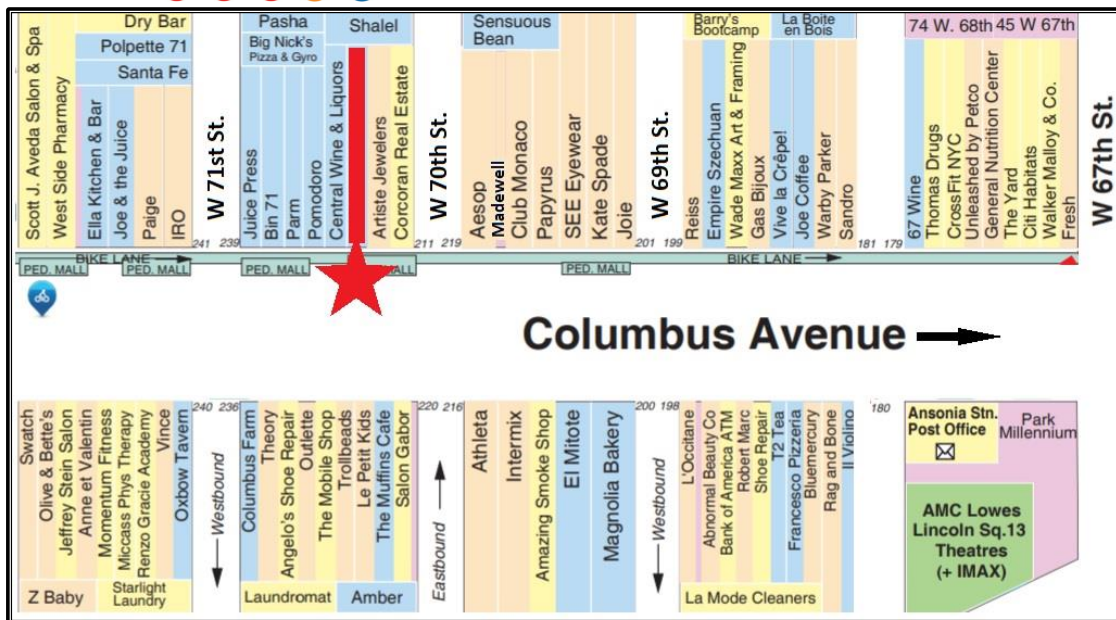 Dry Bar
Polpette 71
Santa Fe
Scott J. Aveda Salon & Spa
West Side Pharmacy
Ella Kitchen & Bar
Joe & the Juice
Paige
IRO
241
W 71st St.
239
Pasha
Big Nick's
Pizza & Gyro
Juice Press
Bin 71
Parm
Pomodoro
Shalel
Central Wine & Liquors
Artiste Jewelers
Corcoran Real Estate
211
W 70th St.
219
Sensuous
Bean
Aesop
Madewell
Club Monaco
Papyrus
SEE Eyewear
Kate Spade
Joie
201
W 69th St.
199
Barry's
Bootcamp
La Boite
en Bois
Reiss
Empire Szechuan
Wade Maxx Art & Framing
Gas Bijoux
Vive la Crêpe!
Joe Coffee
Warby Parker
Sandro
181
179
74 W. 68th
45 W 67th
67 Wine
Thomas Drugs
CrossFit NYC
Unleashed by Petco
General Nutrition Center
The Yard
Citi Habitats
Walker Malloy & Co.
Fresh
W 67th St.
BIKE LANE
BIKE LANE
PED. MALL
PED. MALL
PED. MALL
MALL
PED. MALL
Columbus Avenue
Swatch
Olive & Bette's
Jeffrey Stein Salon
Anne et Valentin
Momentum Fitness
Miccass Phys Therapy
Renzo Gracie Academy
Vince
Oxbow Tavern
Z Baby
Starlight
Laundry
240
Westbound
236
Columbus Farm
Theory
Angelo's Shoe Repair
Outlette
The Mobile Shop
Trollbeads
Le Petit Kids
The Muffins Cafe
Salon Gabor
Laundromat
Amber
220
Eastbound
216
Athleta
Intermix
Amazing Smoke Shop
El Mitote
Magnolia Bakery
200
Westbound
198
L'Occitane
Abnormal Beauty Co
Bank of America ATM
Robert Marc
Shoe Repair
T2 Tea
Francesco Pizzeria
Bluemercury
Rag and Bone
Il Violino
La Mode Cleaners
180
Ansonia Stn.
Post Office
Park
Millennium
AMC Lowes
Lincoln Sq.13
Theatres
(+ IMAX)